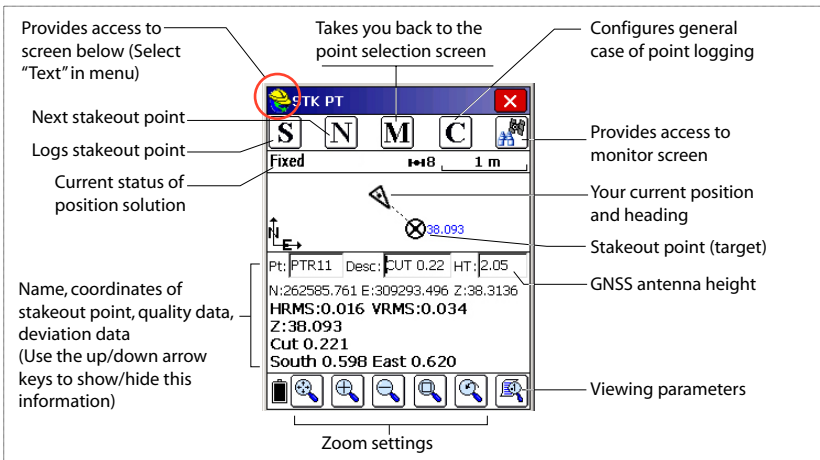 Provides access to
screen below (Select
“Text” in menu)
Takes you back to the
point selection screen
Configures general
case of point logging
Next stakeout point
Logs stakeout point
Current status of
position solution
STK PT
S N M C
Fixed 8 1 m
38.093
N
E
Provides access to
monitor screen
Your current position
and heading
Stakeout point (target)
GNSS antenna height
Name, coordinates of
stakeout point, quality data,
deviation data
(Use the up/down arrow
keys to show/hide this
information)
Pt: PTR11 Desc: CUT 0.22 HT: 2.05
N:262585.761 E:309293.496 Z:38.3136
HRMS:0.016 VRMS:0.034
Z:38.093
Cut 0.221
South 0.598 East 0.620
Viewing parameters
Zoom settings